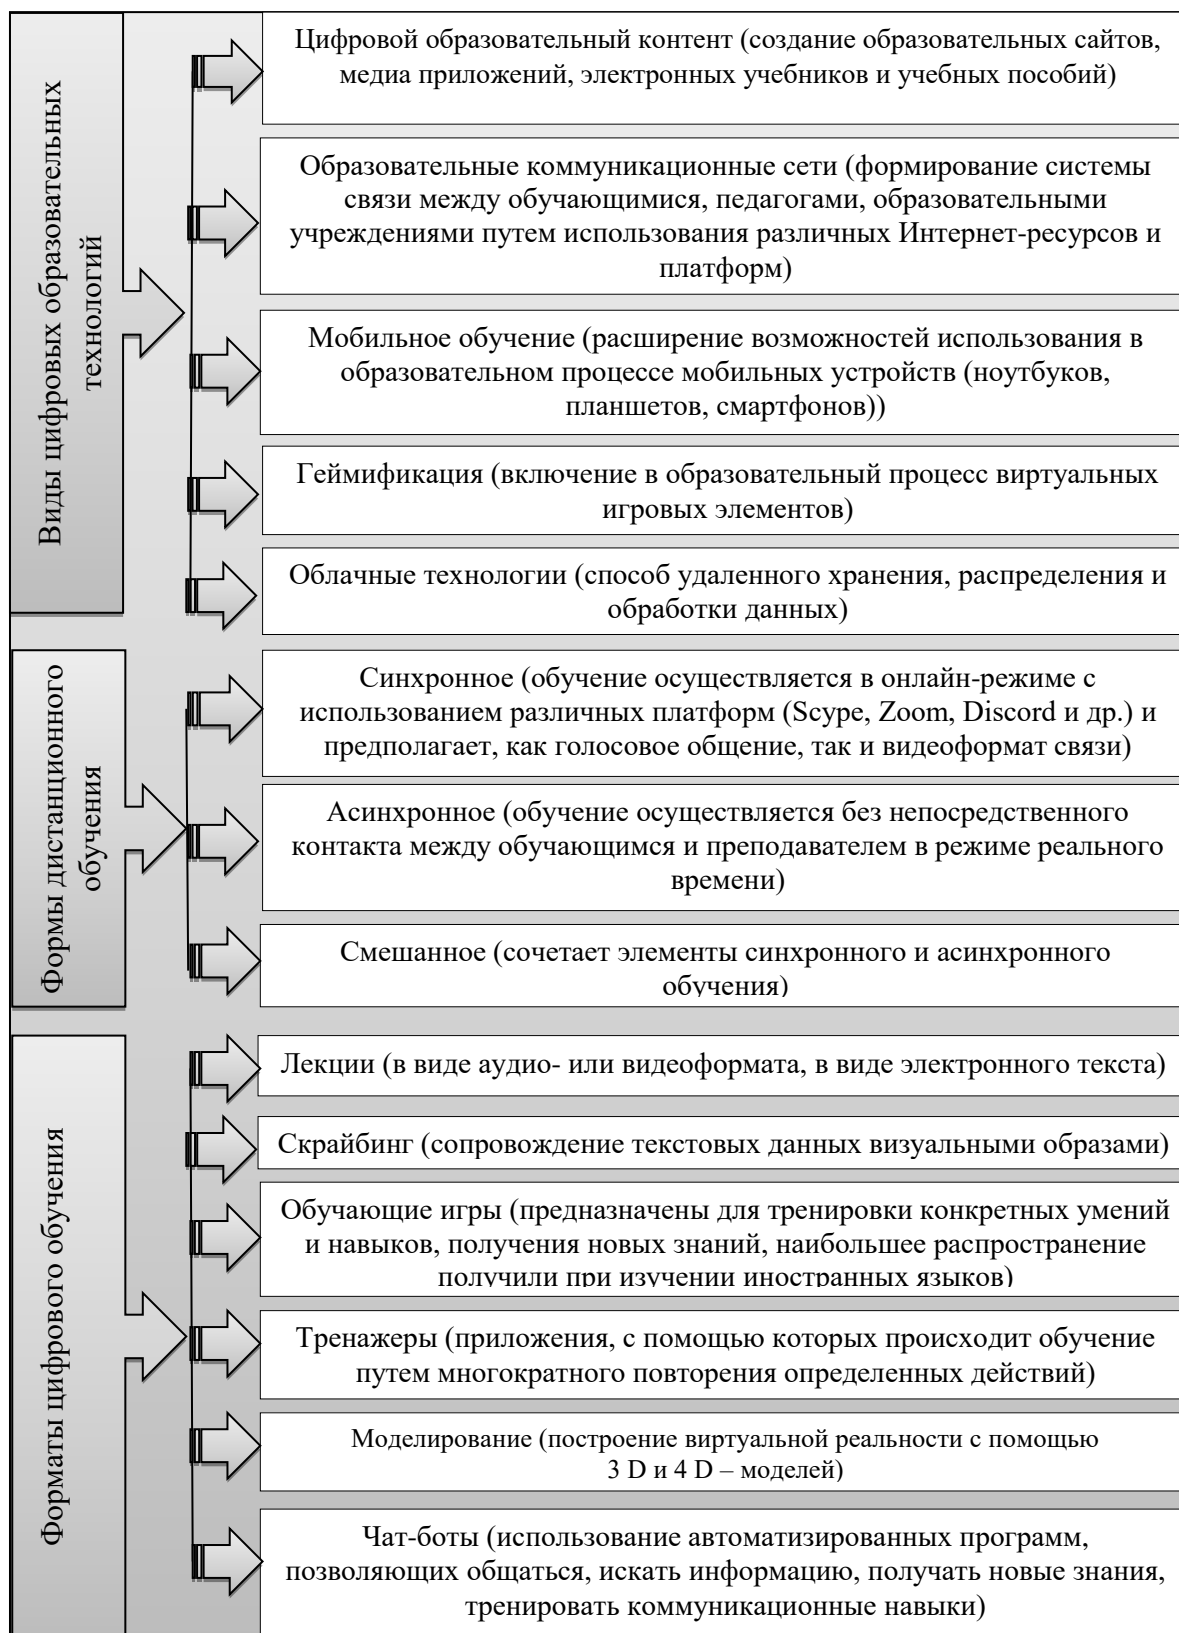 Виды цифровых образовательных
технологий
Цифровой образовательный контент (создание образовательных сайтов,
медиа приложений, электронных учебников и учебных пособий)
Образовательные коммуникационные сети (формирование системы
связи между обучающимися, педагогами, образовательными
учреждениями путем использования различных Интернет-ресурсов и
платформ)
Мобильное обучение (расширение возможностей использования в
образовательном процессе мобильных устройств (ноутбуков,
планшетов, смартфонов))
Геймификация (включение в образовательный процесс виртуальных
игровых элементов)
Облачные технологии (способ удаленного хранения, распределения и
обработки данных)
Формы дистанционного
обучения
Синхронное (обучение осуществляется в онлайн-режиме с
использованием различных платформ (Scype, Zoom, Discord и др.) и
предполагает, как голосовое общение, так и видеоформат связи)
Асинхронное (обучение осуществляется без непосредственного
контакта между обучающимся и преподавателем в режиме реального
времени)
Смешанное (сочетает элементы синхронного и асинхронного
обучения)
Форматы цифрового обучения
Лекции (в виде аудио- или видеоформата, в виде электронного текста)
Скрайбинг (сопровождение текстовых данных визуальными образами)
Обучающие игры (предназначены для тренировки конкретных умений
и навыков, получения новых знаний, наибольшее распространение
получили при изучении иностранных языков)
Тренажеры (приложения, с помощью которых происходит обучение
путем многократного повторения определенных действий)
Моделирование (построение виртуальной реальности с помощью
3 D и 4 D – моделей)
Чат-боты (использование автоматизированных программ,
позволяющих общаться, искать информацию, получать новые знания,
тренировать коммуникационные навыки)